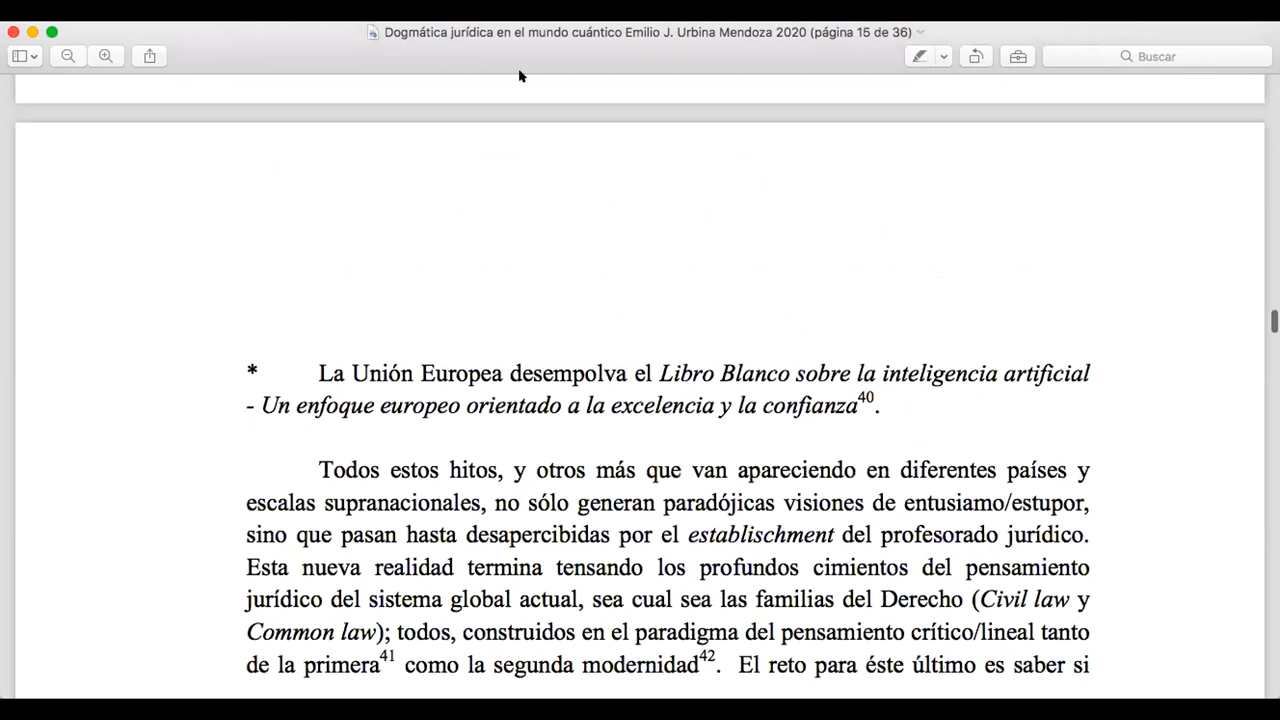 Dogmática jurídica en el mundo cuántico Emilio J. Urbina Mendoza 2020 (página 15 de 36)
Buscar
* La Unión Europea desempolva el Libro Blanco sobre la inteligencia artificial
- Un enfoque europeo orientado a la excelencia y la confianza40.
Todos estos hitos, y otros más que van apareciendo en diferentes países y
escalas supranacionales, no sólo generan paradójicas visiones de entusiamo/estupor,
sino que pasan hasta desapercibidas por el establischment del profesorado jurídico.
Esta nueva realidad termina tensando los profundos cimientos del pensamiento
jurídico del sistema global actual, sea cual sea las familias del Derecho (Civil law y
Common law); todos, construidos en el paradigma del pensamiento crítico/lineal tanto
de la primera41 como la segunda modernidad42. El reto para éste último es saber si